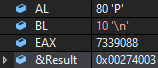 AL 80 'P'
BL 10 '\n'
EAX 7339088
&Result 0x00274003